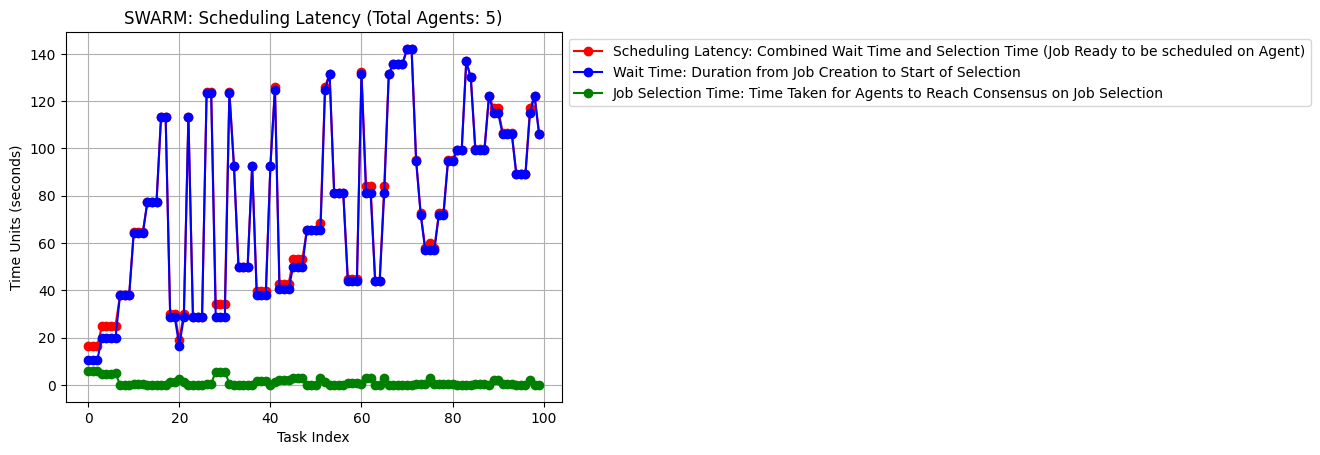 SWARM: Scheduling Latency (Total Agents: 5)
Scheduling Latency: Combined Wait Time and Selection Time (Job Ready to be scheduled on Agent)
Wait Time: Duration from Job Creation to Start of Selection
Job Selection Time: Time Taken for Agents to Reach Consensus on Job Selection
Time Units (seconds)
140
120
100
80
60
40
20
0
0 20 40 60 80 100
Task Index